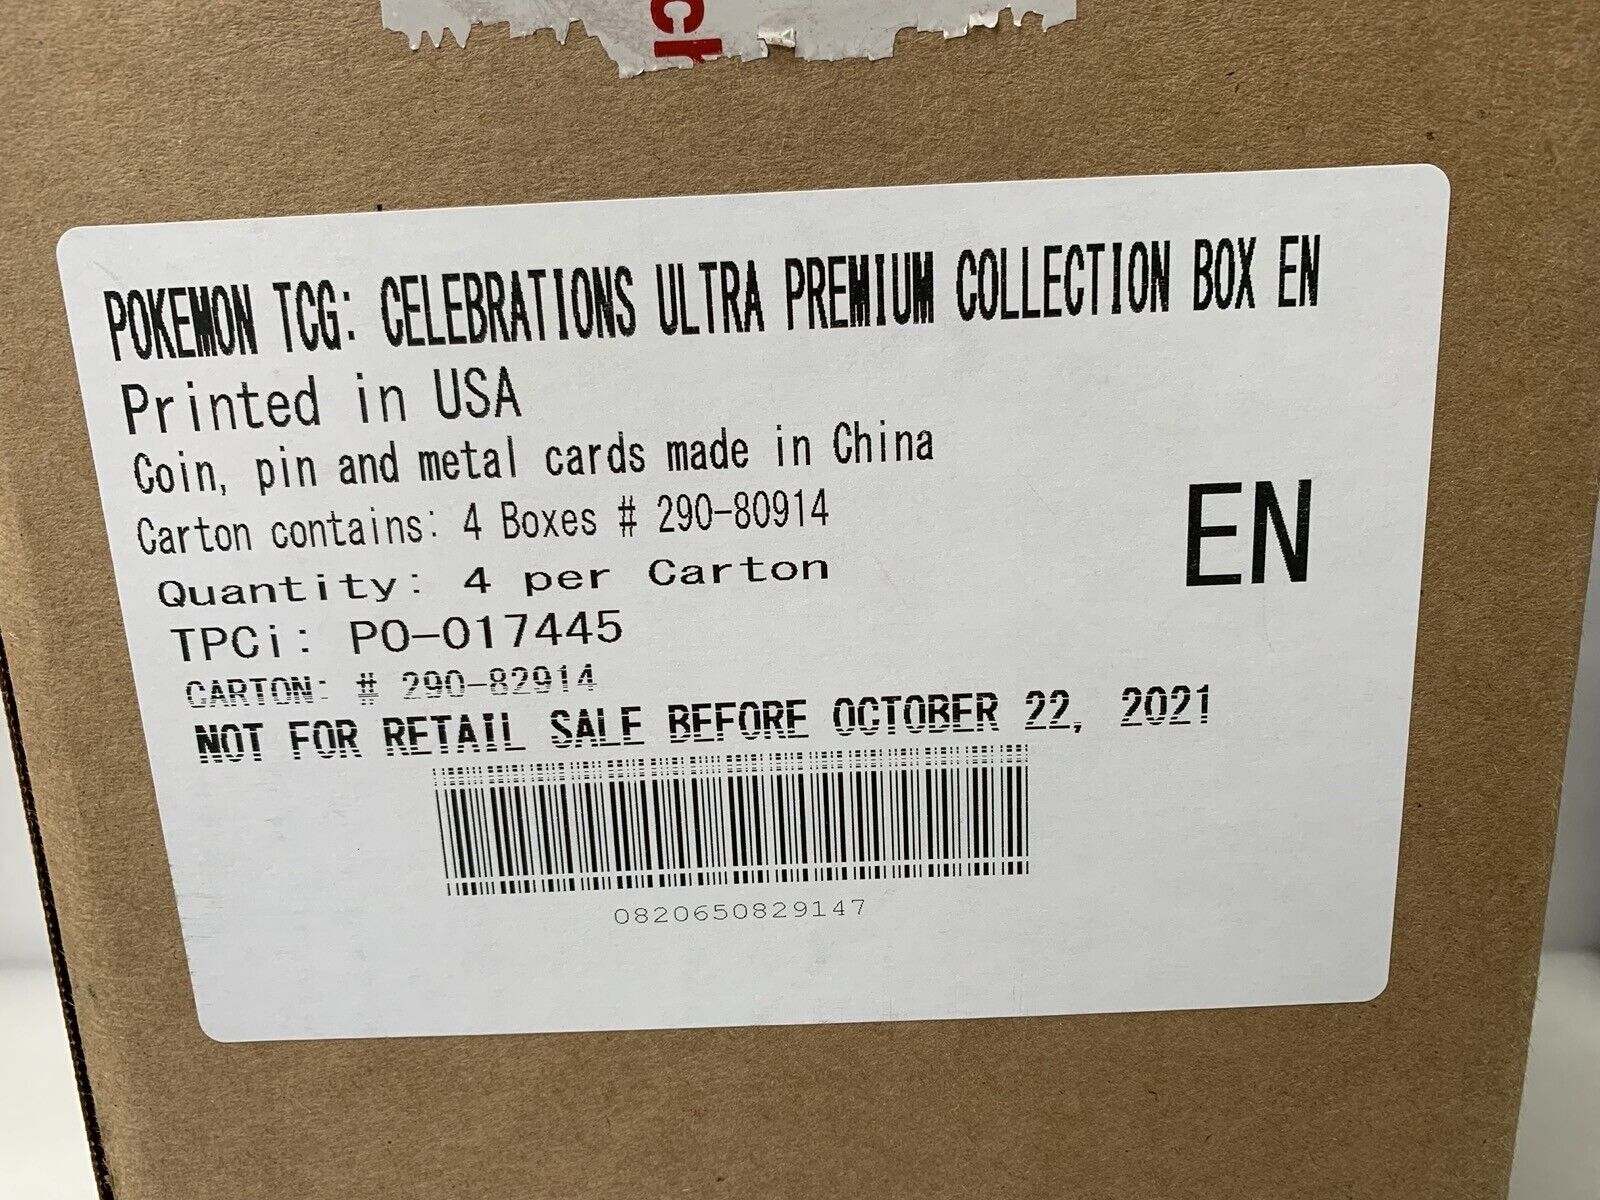 ch
POKEMON TCG: CELEBRATIONS ULTRA PREMIUM COLLECTION BOX EN
Printed in USA
Coin, pin and metal cards made in China
Carton contains: 4 Boxes # 290-80914
EN
Quantity: 4 per Carton
TPCi: PO-017445
CARTON: # 290-82914
NOT FOR RETAIL SALE BEFORE OCTOBER 22, 2021
0820650829147